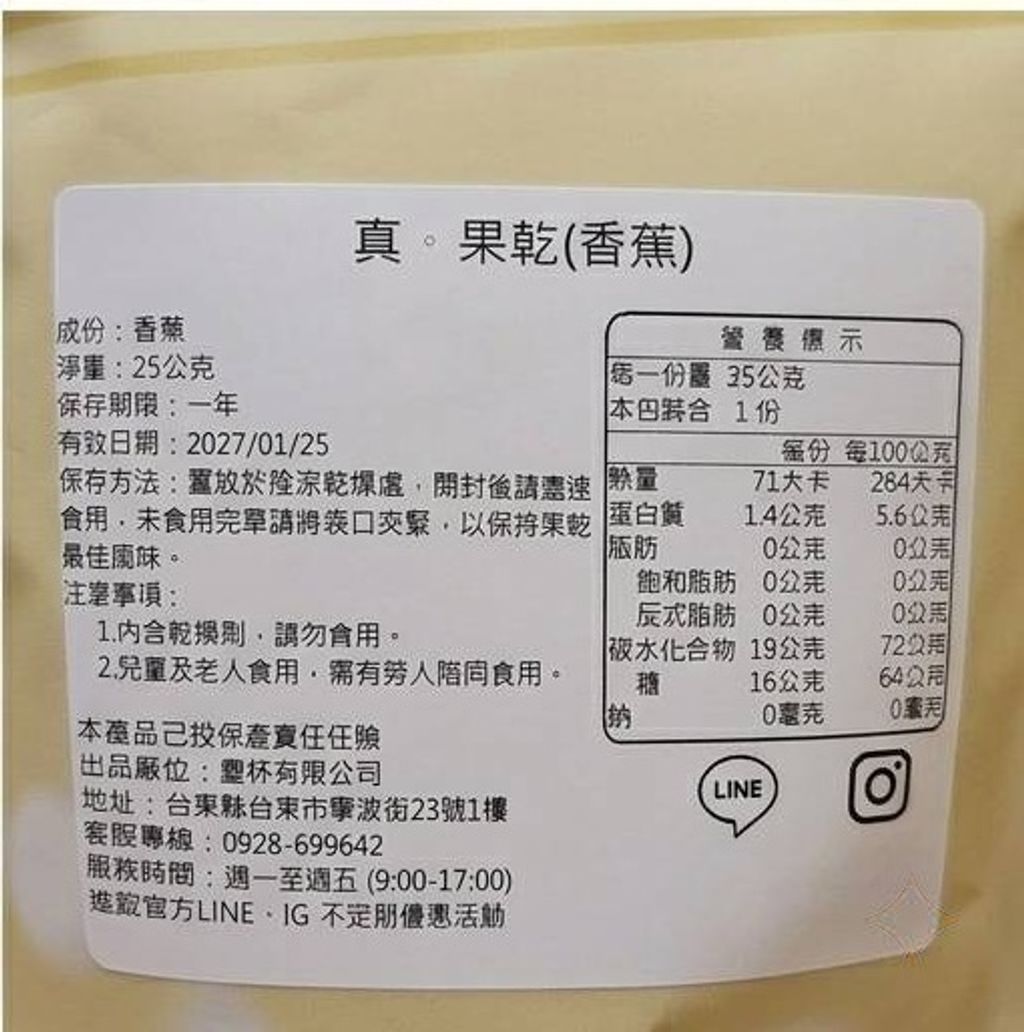 真。果乾(香蕉)
成份：香蕉
淨重：25公克
保存期限：一年
有效日期：2027/01/25
保存方法：置放於陰涼乾燥處，開封後請盡速
食用，未食用完畢請將袋口夾緊，以保持果乾
最佳風味。
注意事項：
1.內含乾燥劑，請勿食用。
2.兒童及老人食用，需有旁人陪同食用。
本產品已投保產責任險
出品廠位：有限公司
地址：台東縣台東市寧波街23號1樓
客服專線：0928-699642
服務時間：週一至週五 (9:00-17:00)
官方LINE、IG 不定期優惠活動
營養標示
每一份量 35公克
本包裝含 1份
每份 每100公克
熱量 71大卡 284大卡
蛋白質 1.4公克 5.6公克
脂肪 0公克 0公克
飽和脂肪 0公克 0公克
反式脂肪 0公克 0公克
碳水化合物 19公克 72公克
糖 16公克 64公克
鈉 0毫克 0毫克
LINE